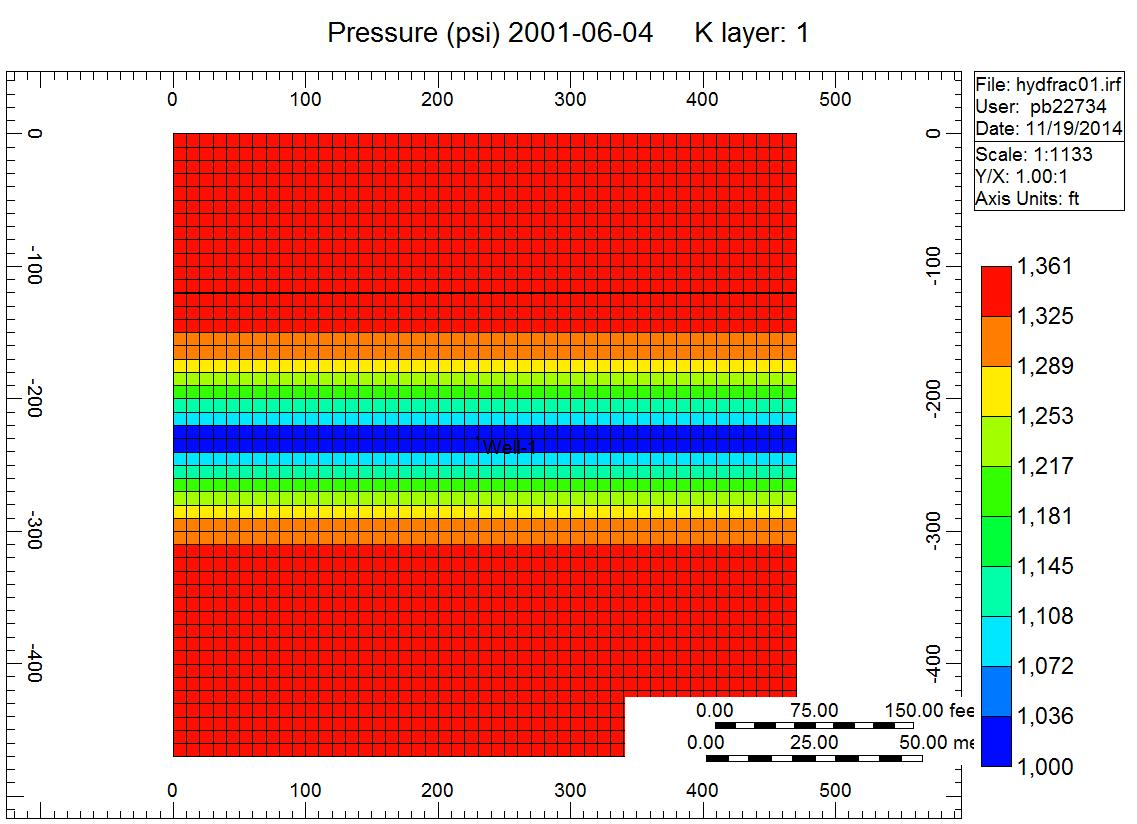 Pressure (psi) 2001-06-04 K layer: 1
File: hydfrac01.irf
User: pb22734
Date: 11/19/2014
Scale: 1:1133
Y/X: 1.00:1
Axis Units: ft
0 100 200 300 400 500
0 0
-100 -100
-200 -200
-300 -300
-400 -400
Well-1
1,361
1,325
1,289
1,253
1,217
1,181
1,145
1,108
1,072
1,036
1,000
0.00 75.00 150.00 fee
0.00 25.00 50.00 me
0 100 200 300 400 500